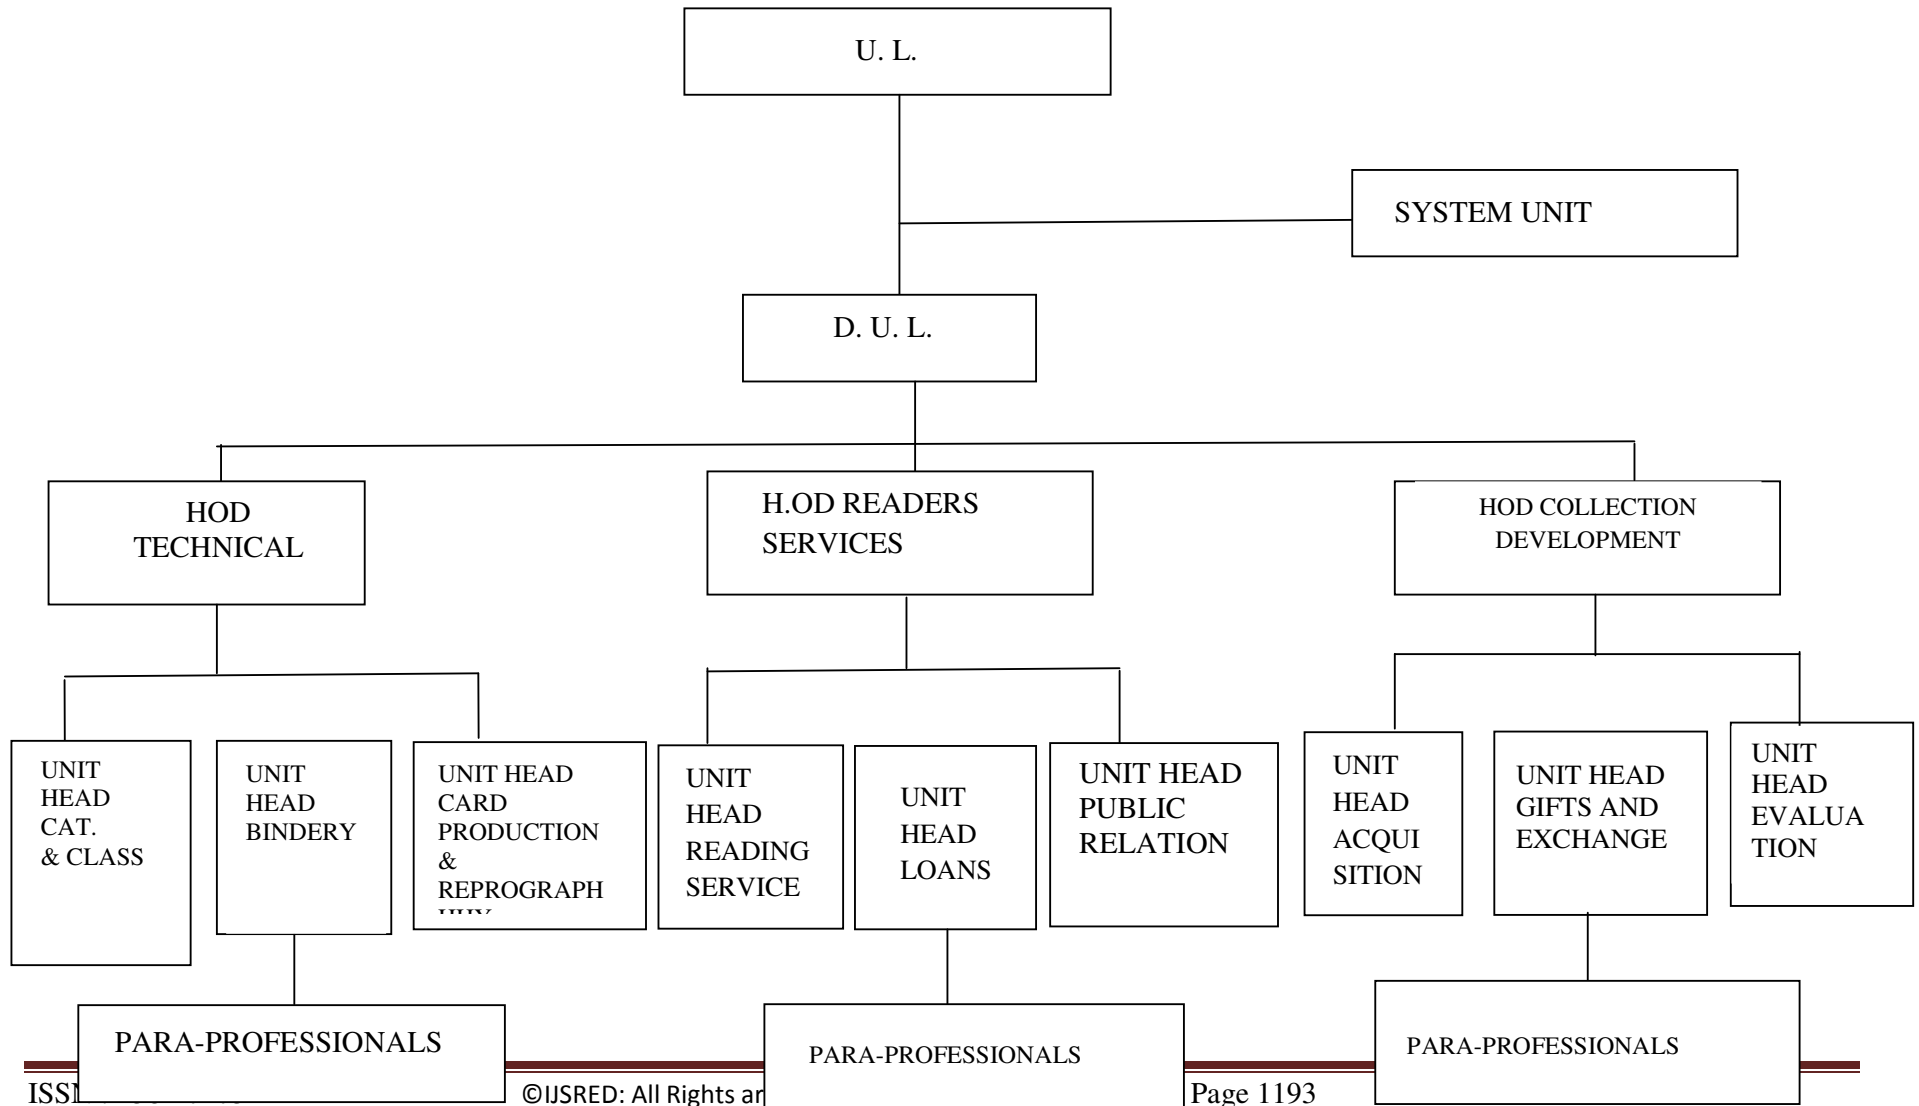 U. L.
SYSTEM UNIT
D. U. L.
HOD
TECHNICAL
H.OD READERS
SERVICES
HOD COLLECTION
DEVELOPMENT
UNIT
HEAD
CAT.
& CLASS
UNIT
HEAD
BINDERY
UNIT HEAD
CARD
PRODUCTION
&
REPROGRAPH
UNIT
HEAD
READING
SERVICE
UNIT
HEAD
LOANS
UNIT HEAD
PUBLIC
RELATION
UNIT
HEAD
ACQUI
SITION
UNIT HEAD
GIFTS AND
EXCHANGE
UNIT
HEAD
EVALUA
TION
PARA-PROFESSIONALS
PARA-PROFESSIONALS
PARA-PROFESSIONALS
©IJSRED: All Rights Page 1193